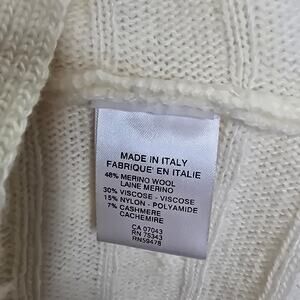 MADE IN ITALY
FABRIQUE' EN ITALIE
48% MERINO WOOL
LAINE MERINO
30% VISCOSE - VISCOSE
15% NYLON - POLYAMIDE
7% CASHMERE
CACHEMIRE
CA 07043
RN 75343
RN59478